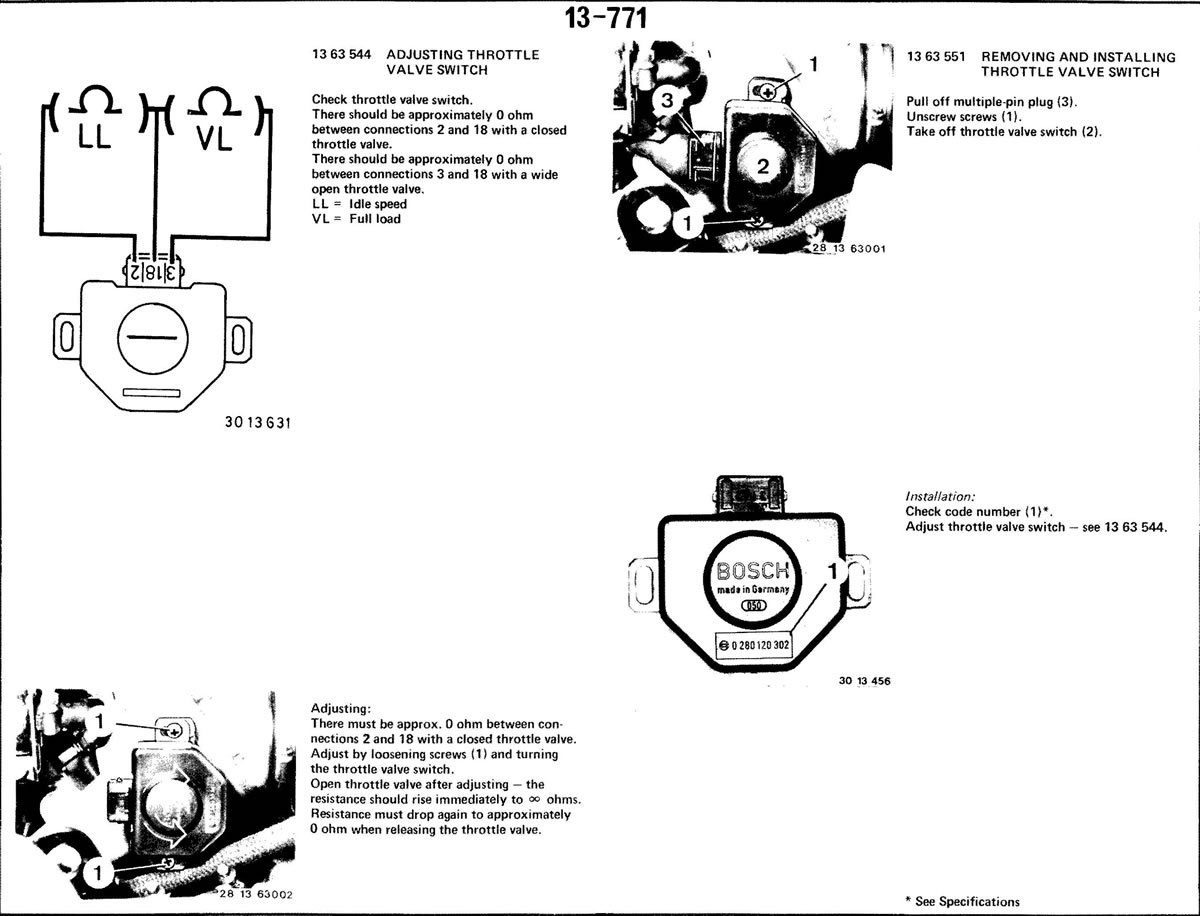 13-771
13 63 544 ADJUSTING THROTTLE
VALVE SWITCH
Check throttle valve switch.
There should be approximately 0 ohm
between connections 2 and 18 with a closed
throttle valve.
There should be approximately 0 ohm
between connections 3 and 18 with a wide
open throttle valve.
LL = Idle speed
VL = Full load
( Ω ) ( Ω )
LL VL
3|18|2
30 13 631
Adjusting:
There must be approx. 0 ohm between con-
nections 2 and 18 with a closed throttle valve.
Adjust by loosening screws (1) and turning
the throttle valve switch.
Open throttle valve after adjusting — the
resistance should rise immediately to ∞ ohms.
Resistance must drop again to approximately
0 ohm when releasing the throttle valve.
1
1
28 13 63002
13 63 551 REMOVING AND INSTALLING
THROTTLE VALVE SWITCH
Pull off multiple-pin plug (3).
Unscrew screws (1).
Take off throttle valve switch (2).
1
3
2
1
28 13 63001
Installation:
Check code number (1)*.
Adjust throttle valve switch — see 13 63 544.
BOSCH
made in Germany
050
1
0 280 120 302
30 13 456
* See Specifications